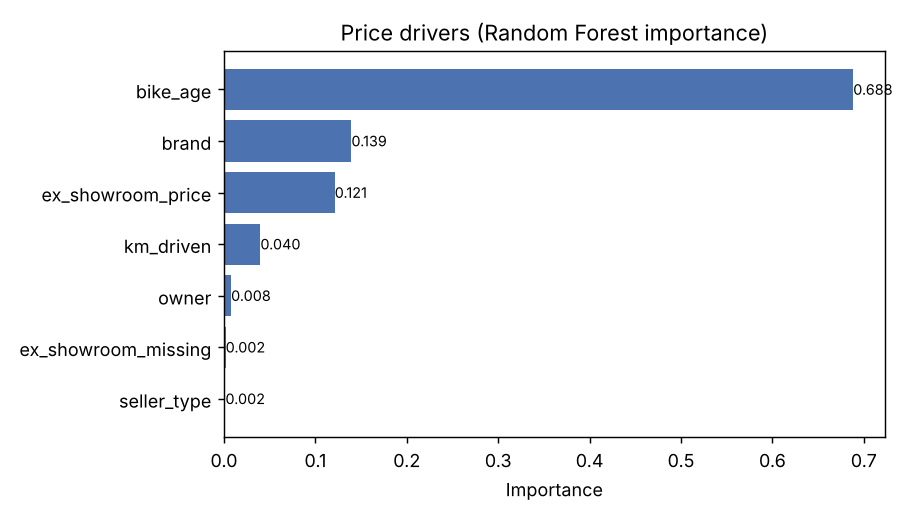 Price drivers (Random Forest importance)
bike_age 0.688
brand 0.139
ex_showroom_price 0.121
km_driven 0.040
owner 0.008
ex_showroom_missing 0.002
seller_type 0.002
0.0 0.1 0.2 0.3 0.4 0.5 0.6 0.7
Importance